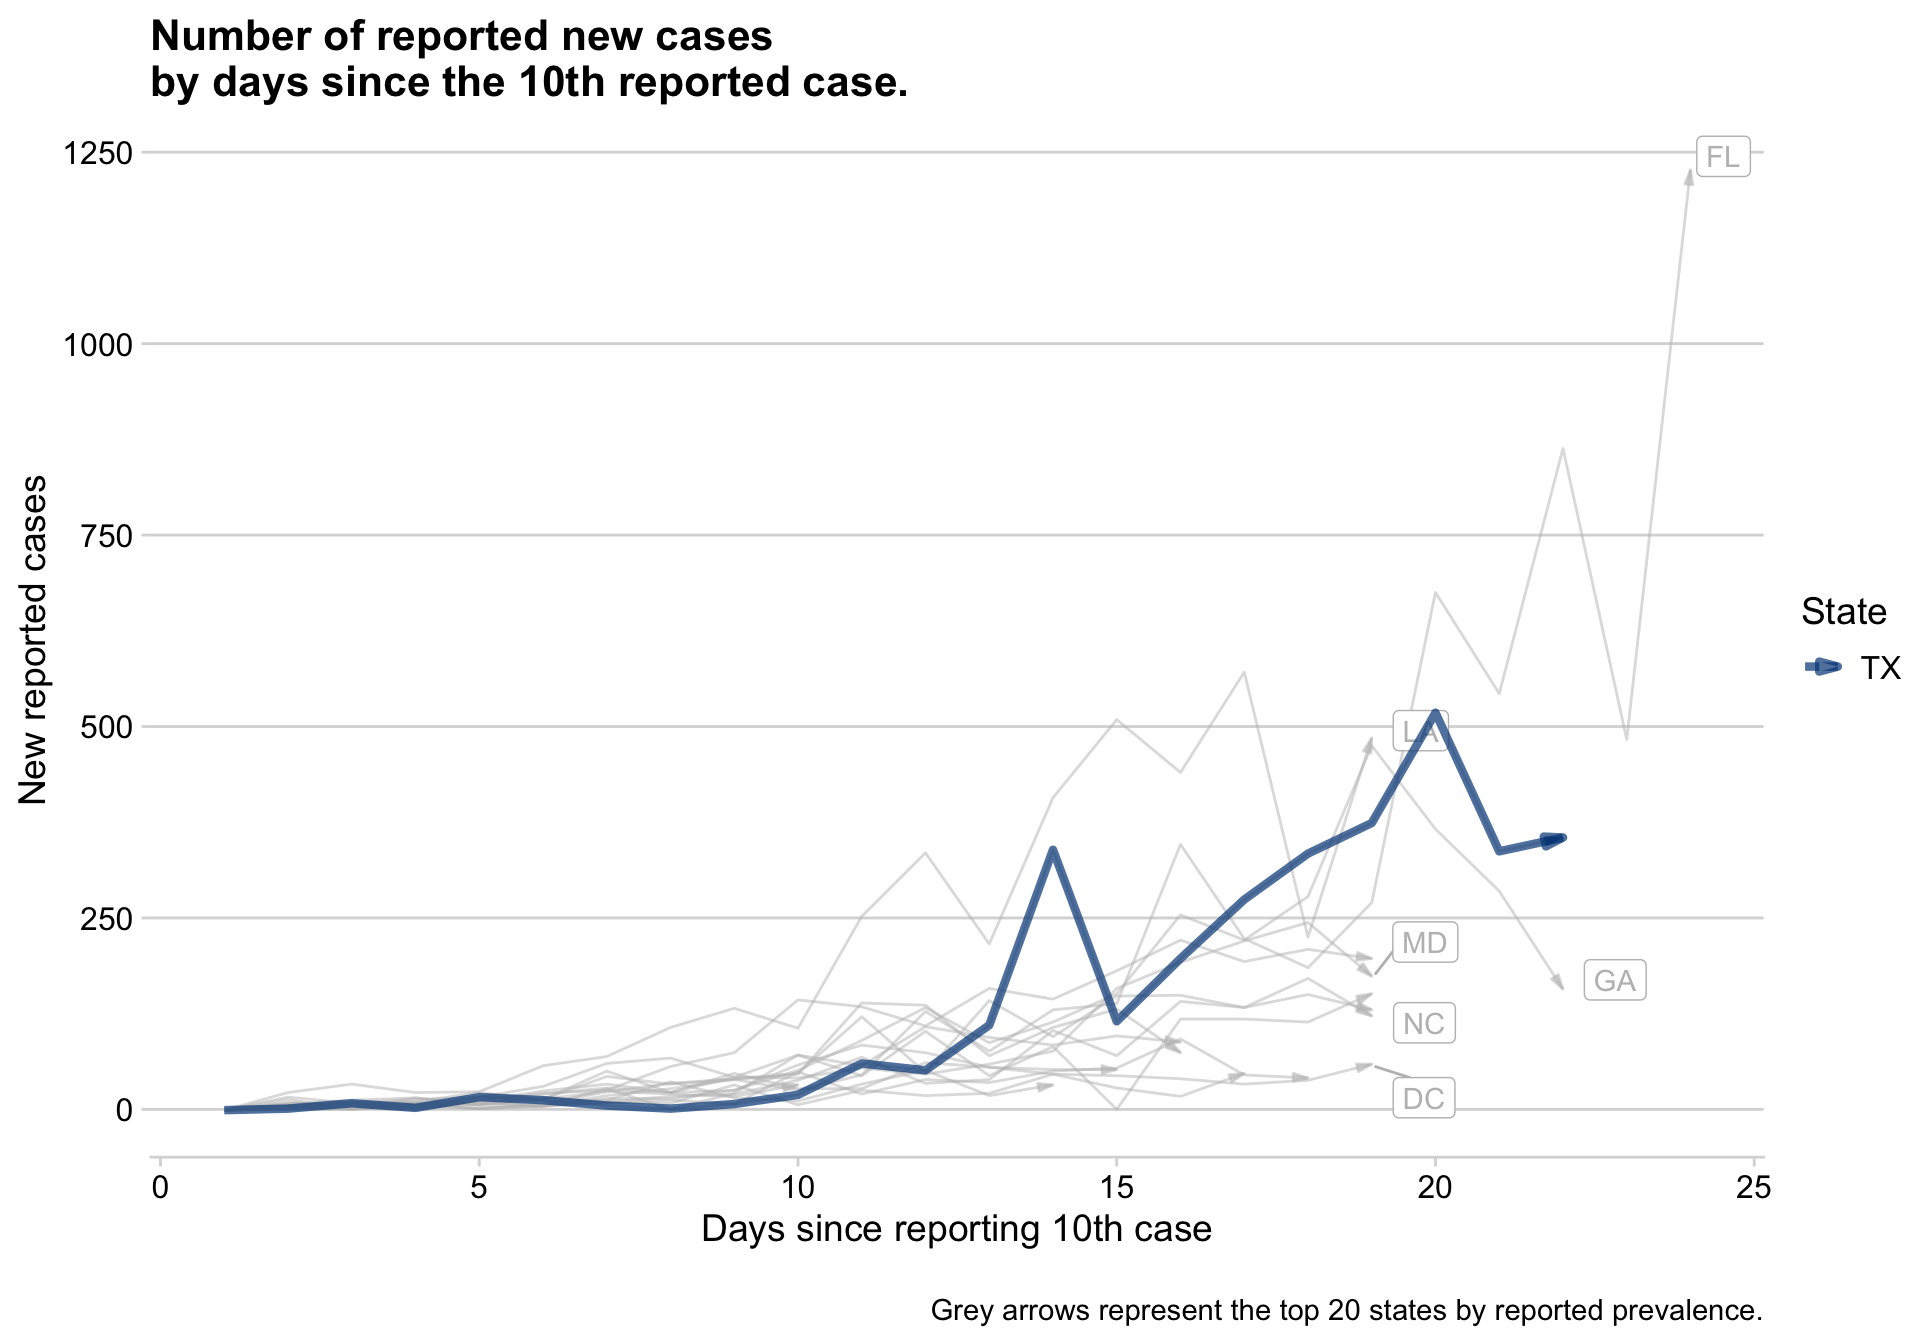 Number of reported new cases
by days since the 10th reported case.
1250
1000
750
500
250
0
New reported cases
FL
LA
MD
GA
NC
DC
State
TX
0 5 10 15 20 25
Days since reporting 10th case
Grey arrows represent the top 20 states by reported prevalence.